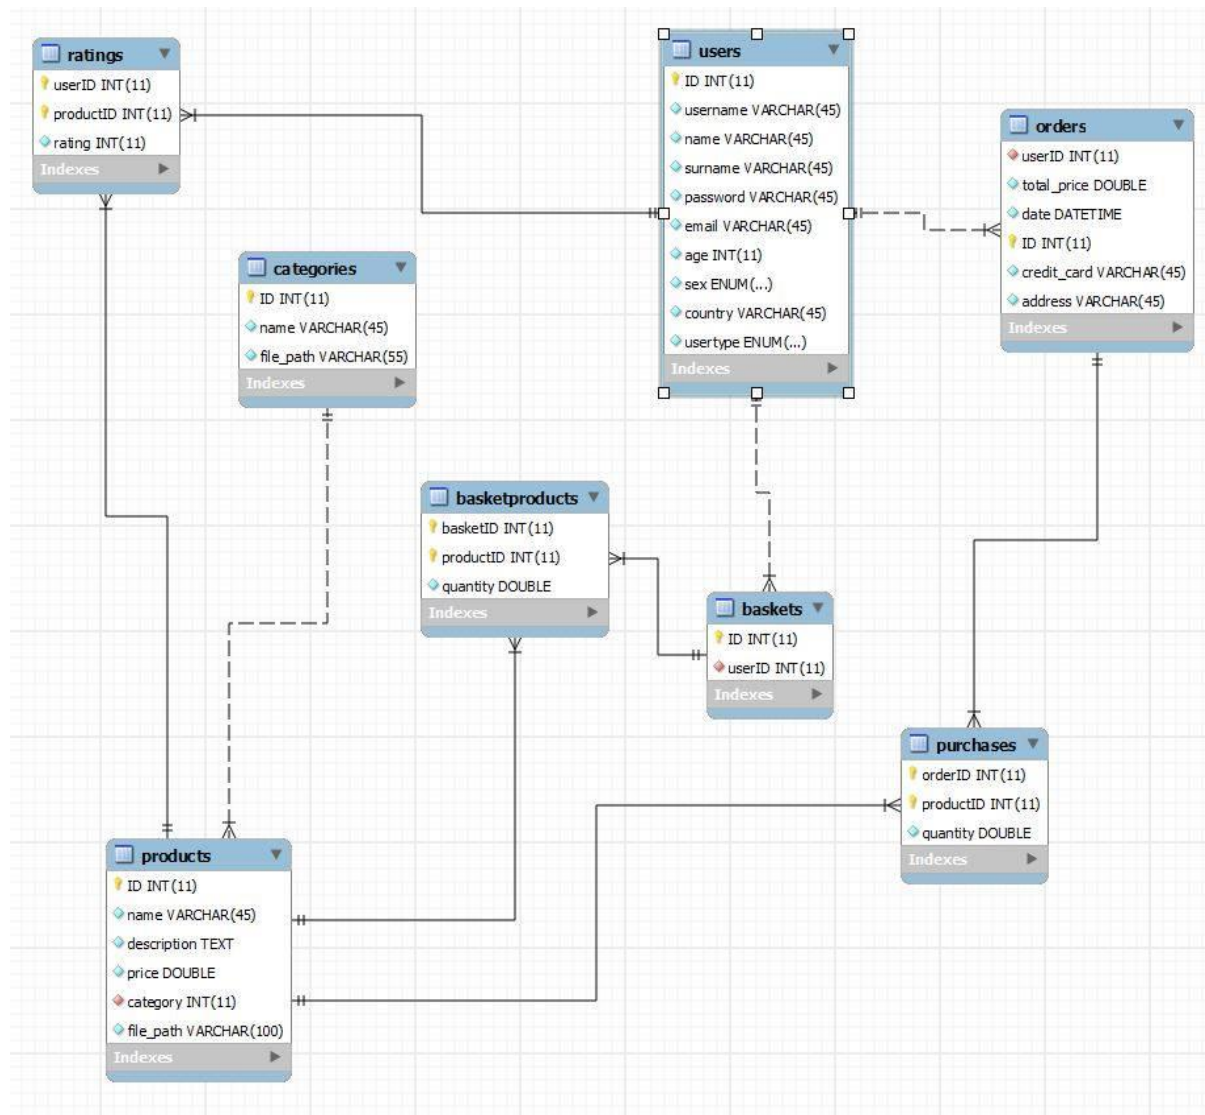 ratings
userID INT(11)
productID INT(11)
rating INT(11)
Indexes
users
ID INT(11)
username VARCHAR(45)
name VARCHAR(45)
surname VARCHAR(45)
password VARCHAR(45)
email VARCHAR(45)
age INT(11)
sex ENUM(...)
country VARCHAR(45)
usertype ENUM(...)
Indexes
orders
userID INT(11)
total_price DOUBLE
date DATETIME
ID INT(11)
credit_card VARCHAR(45)
address VARCHAR(45)
Indexes
categories
ID INT(11)
name VARCHAR(45)
file_path VARCHAR(55)
Indexes
basketproducts
basketID INT(11)
productID INT(11)
quantity DOUBLE
Indexes
baskets
ID INT(11)
userID INT(11)
Indexes
purchases
orderID INT(11)
productID INT(11)
quantity DOUBLE
Indexes
products
ID INT(11)
name VARCHAR(45)
description TEXT
price DOUBLE
category INT(11)
file_path VARCHAR(100)
Indexes